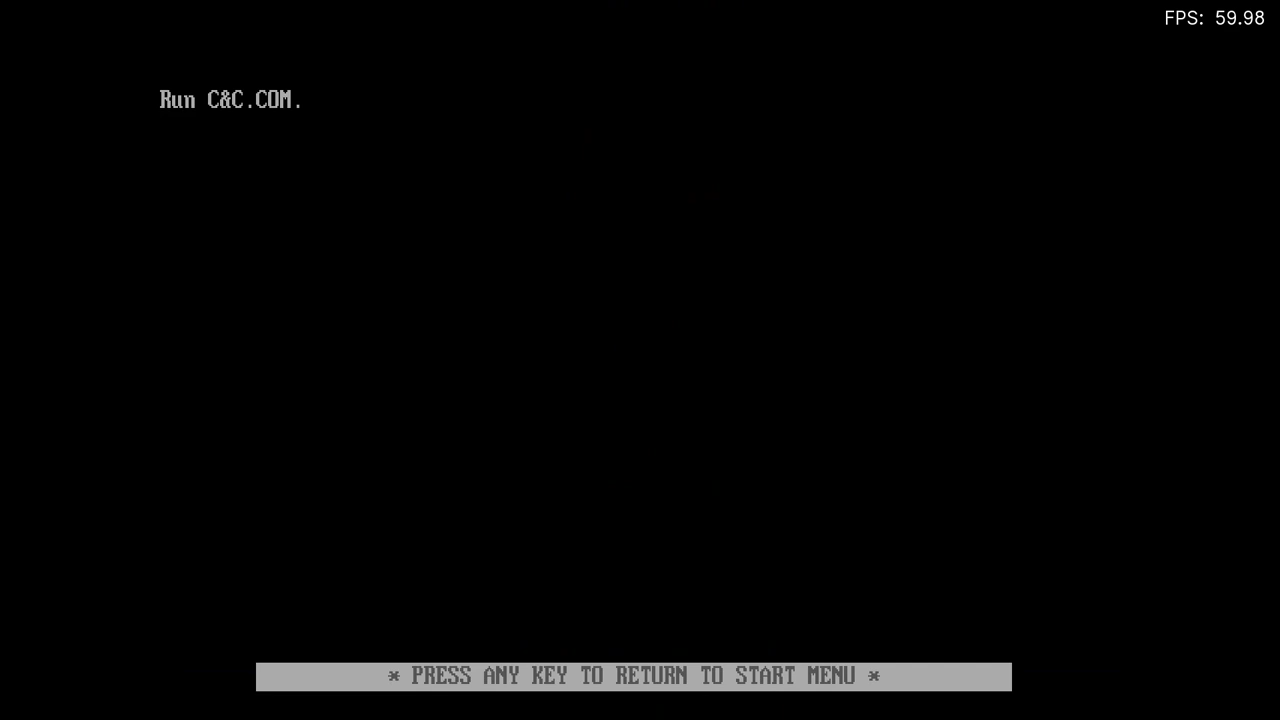 FPS: 59.98
Run C&C.COM.
* PRESS ANY KEY TO RETURN TO START MENU *